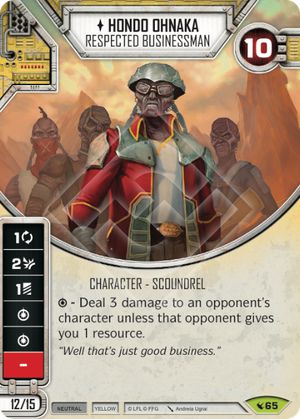 HONDO OHNAKA
RESPECTED BUSINESSMAN
10
1
2
1
-
CHARACTER - SCOUNDREL
- Deal 3 damage to an opponent's
character unless that opponent gives
you 1 resource.
"Well that's just good business."
12/15
NEUTRAL
YELLOW
© LFL © FFG
Andreia Ugrai
65